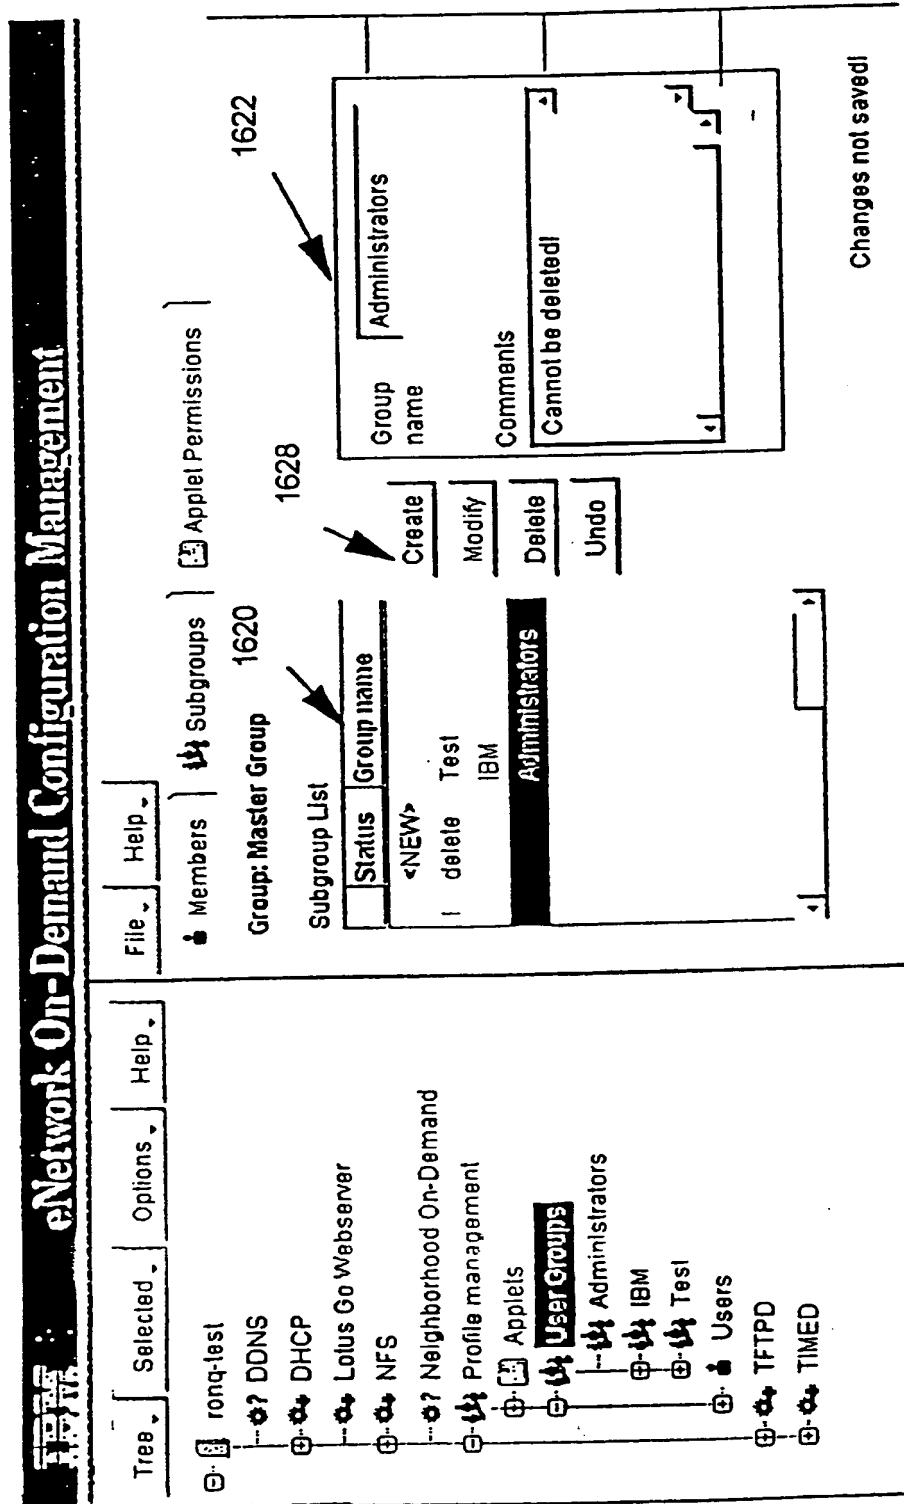 IBM eNetwork On-Demand Configuration Management
Tree Selected Options Help
ronq-test
? DDNS
DHCP
Lotus Go Webserver
NFS
? Neighborhood On-Demand
Profile management
Applets
User Groups
Administrators
IBM
Test
Users
TFTPD
TIMED
File Help
Members Subgroups Applet Permissions
Group: Master Group
Subgroup List
Status Group name
<NEW>
! delete Test
IBM
Administrators
1620
1628
Create
Modify
Delete
Undo
1622
Group name
Administrators
Comments
Cannot be deleted!
Changes not saved!